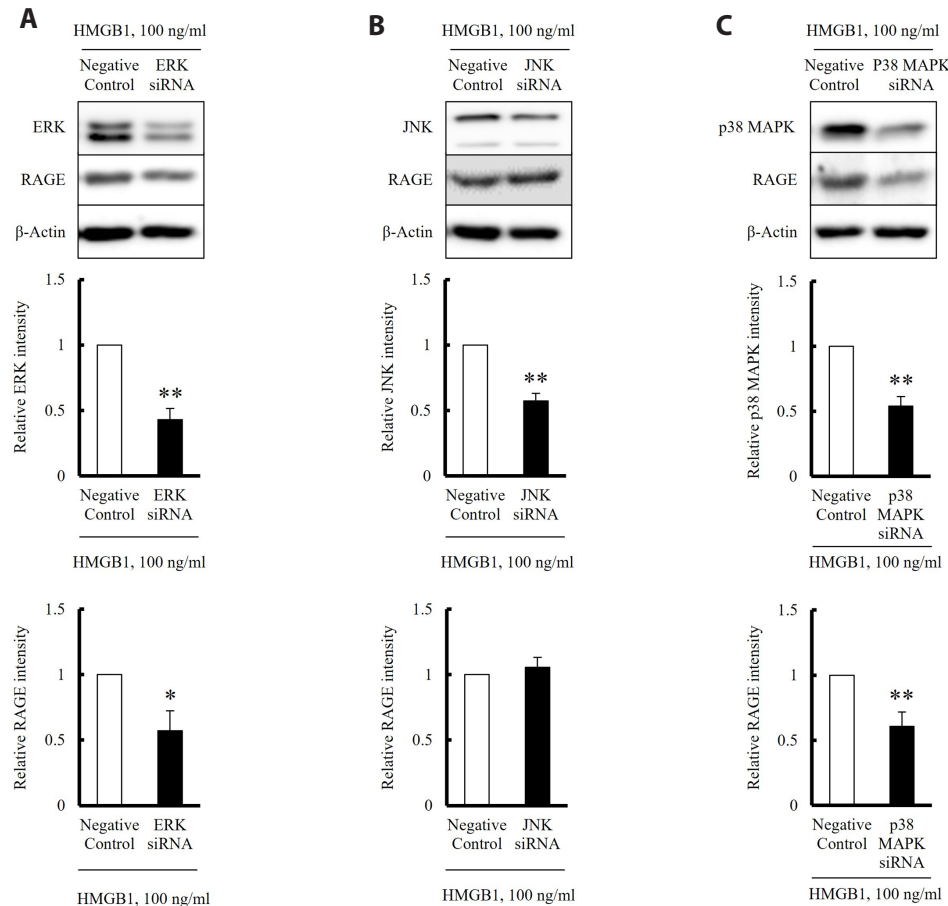 A
HMGB1, 100 ng/ml
Negative ERK
Control siRNA
ERK
RAGE
β-Actin
1.5
1
0.5
0
Relative ERK intensity
**
Negative ERK
Control siRNA
HMGB1, 100 ng/ml
1.5
1
0.5
0
Relative RAGE intensity
*
Negative ERK
Control siRNA
HMGB1, 100 ng/ml
B
HMGB1, 100 ng/ml
Negative JNK
Control siRNA
JNK
RAGE
β-Actin
1.5
1
0.5
0
Relative JNK intensity
**
Negative JNK
Control siRNA
HMGB1, 100 ng/ml
1.5
1
0.5
0
Relative RAGE intensity
Negative JNK
Control siRNA
HMGB1, 100 ng/ml
C
HMGB1, 100 ng/ml
Negative P38 MAPK
Control siRNA
p38 MAPK
RAGE
β-Actin
1.5
1
0.5
0
Relative p38 MAPK intensity
**
Negative p38
Control MAPK
siRNA
HMGB1, 100 ng/ml
1.5
1
0.5
0
Relative RAGE intensity
**
Negative p38
Control MAPK
siRNA
HMGB1, 100 ng/ml